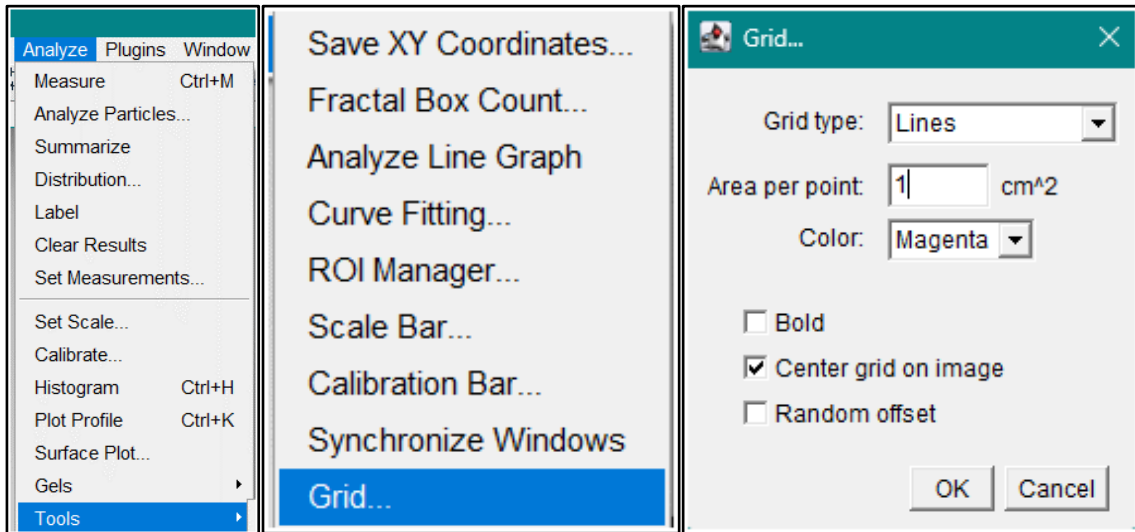 Analyze Plugins Window
Measure Ctrl+M
Analyze Particles...
Summarize
Distribution...
Label
Clear Results
Set Measurements...
Set Scale...
Calibrate...
Histogram Ctrl+H
Plot Profile Ctrl+K
Surface Plot...
Gels
Tools
Save XY Coordinates...
Fractal Box Count...
Analyze Line Graph
Curve Fitting...
ROI Manager...
Scale Bar...
Calibration Bar...
Synchronize Windows
Grid...
Grid...
Grid type: Lines
Area per point: 1 cm^2
Color: Magenta
Bold
Center grid on image
Random offset
OK Cancel